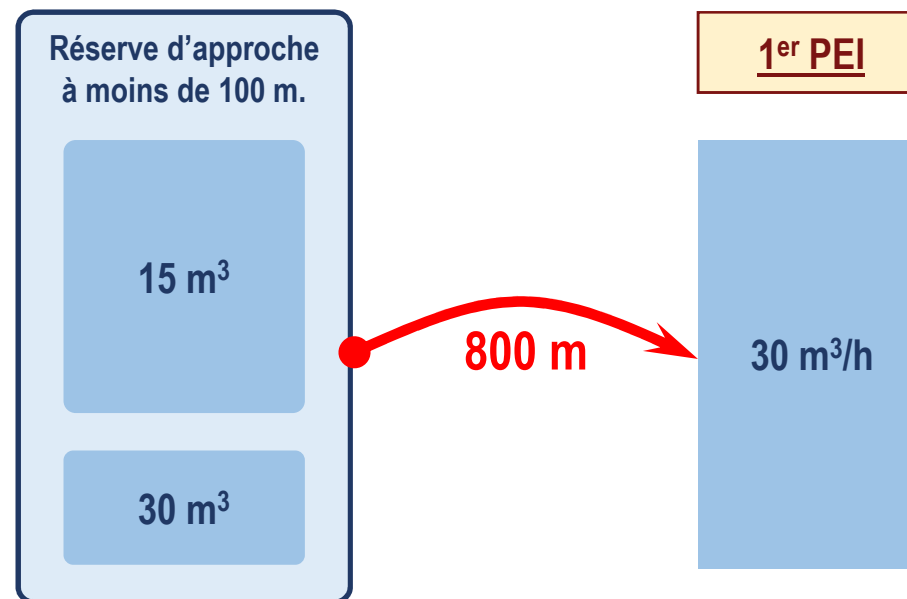 Réserve d’approche
à moins de 100 m.
15 m³
30 m³
800 m
1er PEI
30 m³/h